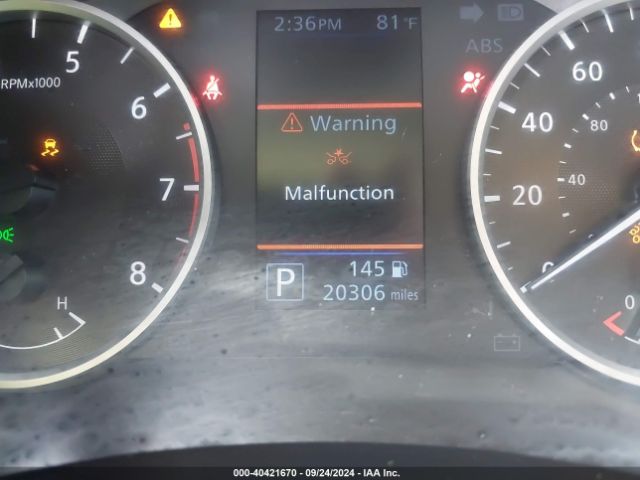 2:36PM 81°F
ABS
5
RPMx1000
6
7
8
H
Warning
Malfunction
P 145
20306 miles
60
80
40
40
20
0
0
000-40421670 - 09/24/2024 - IAA Inc.